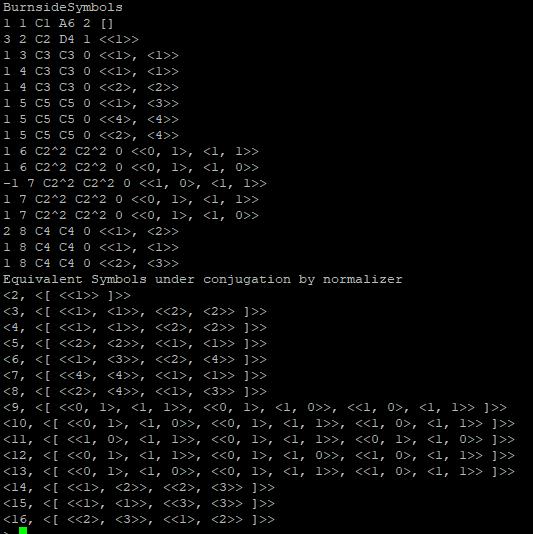 BurnsideSymbols
1 1 C1 A6 2 []
3 2 C2 D4 1 <<1>>
1 3 C3 C3 0 <<1>, <1>>
1 4 C3 C3 0 <<1>, <1>>
1 4 C3 C3 0 <<2>, <2>>
1 5 C5 C5 0 <<1>, <3>>
1 5 C5 C5 0 <<4>, <4>>
1 5 C5 C5 0 <<2>, <4>>
1 6 C2^2 C2^2 0 <<0, 1>, <1, 1>>
1 6 C2^2 C2^2 0 <<0, 1>, <1, 0>>
-1 7 C2^2 C2^2 0 <<1, 0>, <1, 1>>
1 7 C2^2 C2^2 0 <<0, 1>, <1, 1>>
1 7 C2^2 C2^2 0 <<0, 1>, <1, 0>>
2 8 C4 C4 0 <<1>, <2>>
1 8 C4 C4 0 <<1>, <1>>
1 8 C4 C4 0 <<2>, <3>>
Equivalent Symbols under conjugation by normalizer
<2, <[ <<1>> ]>>
<3, <[ <<1>, <1>>, <<2>, <2>> ]>>
<4, <[ <<1>, <1>>, <<2>, <2>> ]>>
<5, <[ <<2>, <2>>, <<1>, <1>> ]>>
<6, <[ <<1>, <3>>, <<2>, <4>> ]>>
<7, <[ <<4>, <4>>, <<1>, <1>> ]>>
<8, <[ <<2>, <4>>, <<1>, <3>> ]>>
<9, <[ <<0, 1>, <1, 1>>, <<0, 1>, <1, 0>>, <<1, 0>, <1, 1>> ]>>
<10, <[ <<0, 1>, <1, 0>>, <<0, 1>, <1, 1>>, <<1, 0>, <1, 1>> ]>>
<11, <[ <<1, 0>, <1, 1>>, <<0, 1>, <1, 1>>, <<0, 1>, <1, 0>> ]>>
<12, <[ <<0, 1>, <1, 1>>, <<0, 1>, <1, 0>>, <<1, 0>, <1, 1>> ]>>
<13, <[ <<0, 1>, <1, 0>>, <<0, 1>, <1, 1>>, <<1, 0>, <1, 1>> ]>>
<14, <[ <<1>, <2>>, <<2>, <3>> ]>>
<15, <[ <<1>, <1>>, <<3>, <3>> ]>>
<16, <[ <<2>, <3>>, <<1>, <2>> ]>>
>